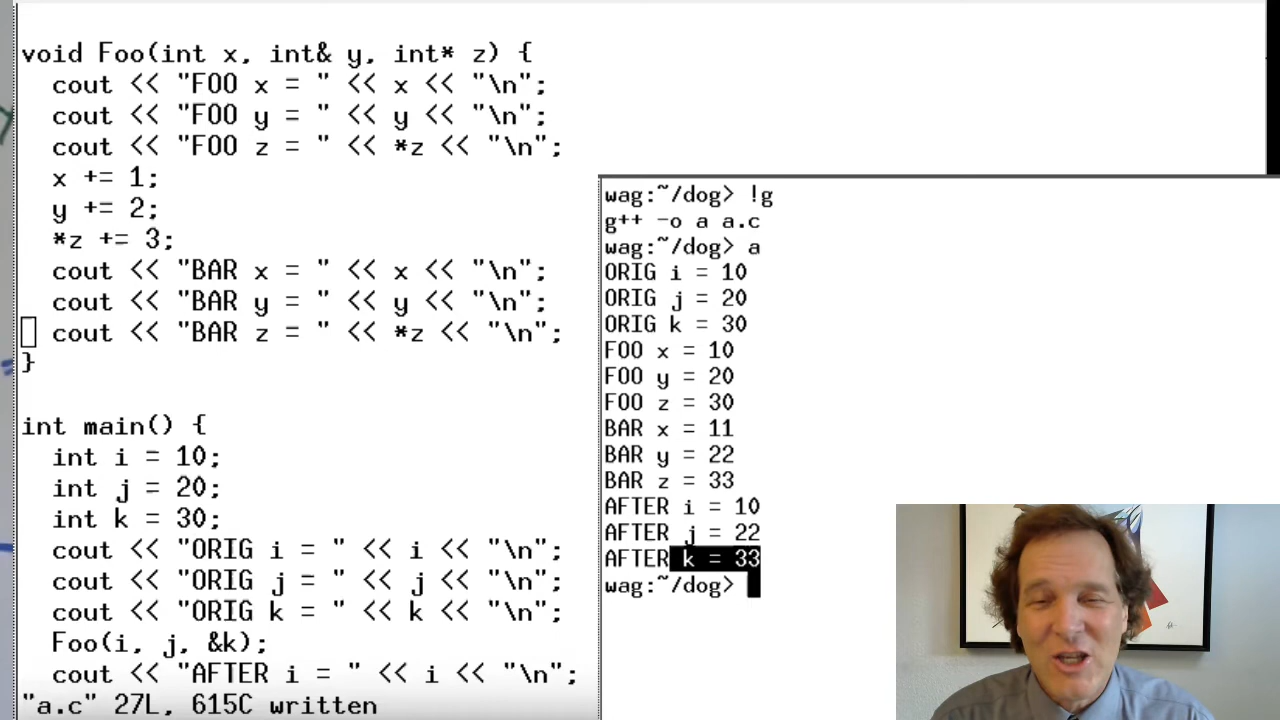 void Foo(int x, int& y, int* z) {
cout << "FOO x = " << x << "\n";
cout << "FOO y = " << y << "\n";
cout << "FOO z = " << *z << "\n";
x += 1;
y += 2;
*z += 3;
cout << "BAR x = " << x << "\n";
cout << "BAR y = " << y << "\n";
cout << "BAR z = " << *z << "\n";
}
int main() {
int i = 10;
int j = 20;
int k = 30;
cout << "ORIG i = " << i << "\n";
cout << "ORIG j = " << j << "\n";
cout << "ORIG k = " << k << "\n";
Foo(i, j, &k);
cout << "AFTER i = " << i << "\n";
"a.c" 27L, 615C written
wag:~/dog> !g
g++ -o a a.c
wag:~/dog> a
ORIG i = 10
ORIG j = 20
ORIG k = 30
FOO x = 10
FOO y = 20
FOO z = 30
BAR x = 11
BAR y = 22
BAR z = 33
AFTER i = 10
AFTER j = 22
AFTER k = 33
wag:~/dog>